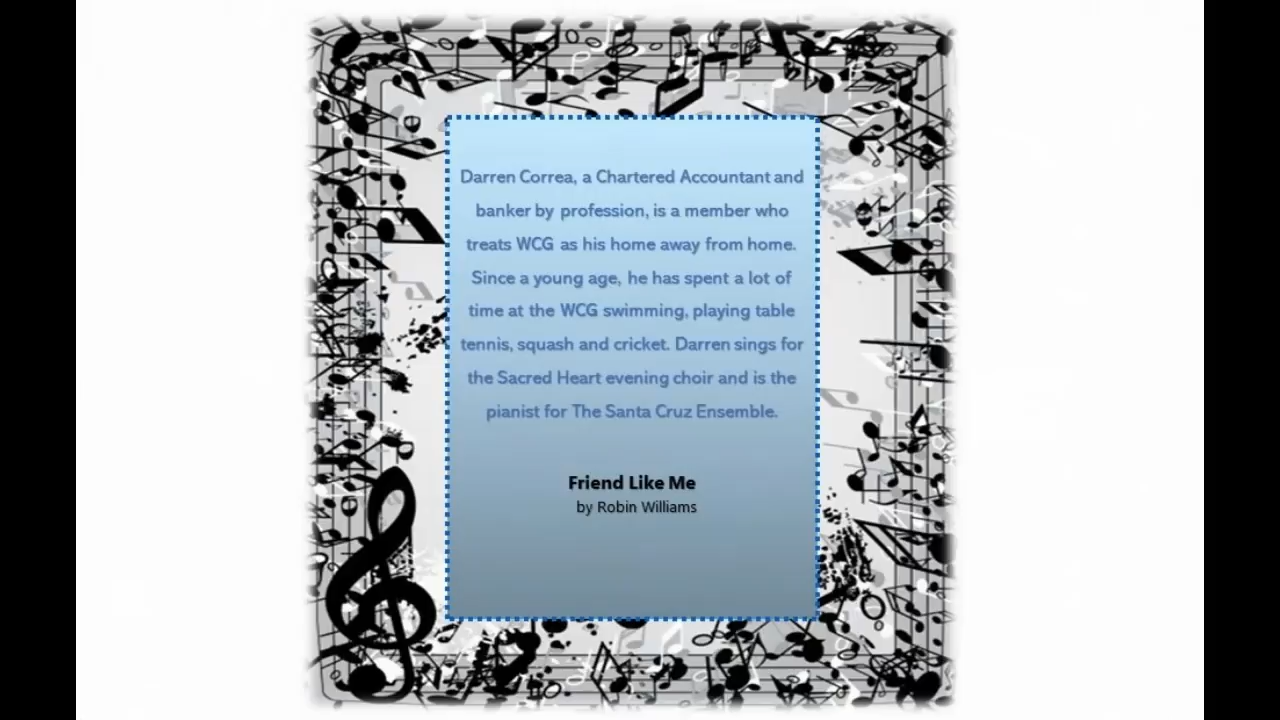 Darren Correa, a Chartered Accountant and
banker by profession, is a member who
treats WCG as his home away from home.
Since a young age, he has spent a lot of
time at the WCG swimming, playing table
tennis, squash and cricket. Darren sings for
the Sacred Heart evening choir and is the
pianist for The Santa Cruz Ensemble.
Friend Like Me
by Robin Williams